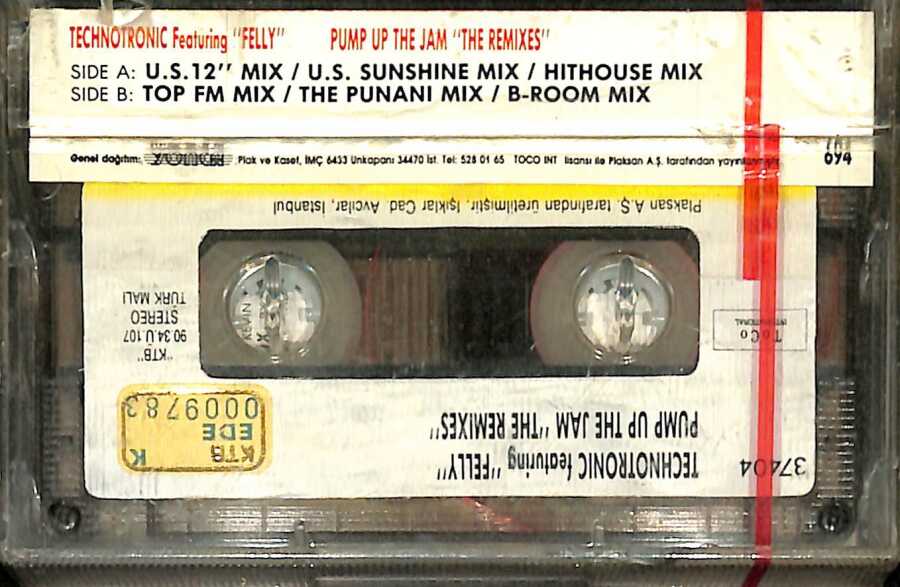 TECHNOTRONIC Featuring "FELLY" PUMP UP THE JAM "THE REMIXES"
SIDE A: U.S.12" MIX / U.S. SUNSHINE MIX / HITHOUSE MIX
SIDE B: TOP FM MIX / THE PUNANI MIX / B-ROOM MIX
Genel dağıtım: Plak ve Kaset, İMÇ 6433 Unkapanı 34470 İst. Tel: 528 01 65 TOCO INT lisansı ile Plaksan A.Ş. tarafından
694
37404
TECHNOTRONIC featuring "FELLY"
PUMP UP THE JAM "THE REMIXES"
KTB
EDE K
0009783
ToCo
INTERNATIONAL
"KTB"
90.34.Ü.107
STEREO
TÜRK MALI
Plaksan A.Ş. tarafından üretilmiştir. Işıklar Cad. Avcılar, İstanbul